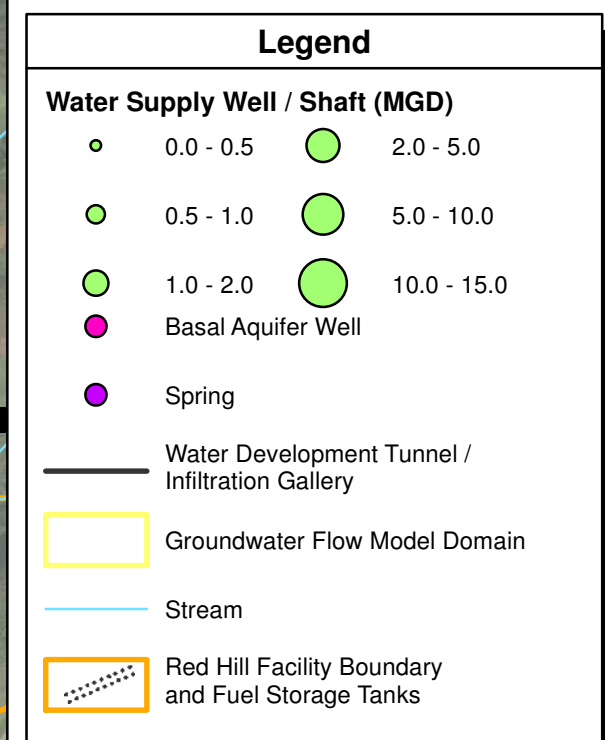 Legend
Water Supply Well / Shaft (MGD)
0.0 - 0.5
2.0 - 5.0
0.5 - 1.0
5.0 - 10.0
1.0 - 2.0
10.0 - 15.0
Basal Aquifer Well
Spring
Water Development Tunnel /
Infiltration Gallery
Groundwater Flow Model Domain
Stream
Red Hill Facility Boundary
and Fuel Storage Tanks